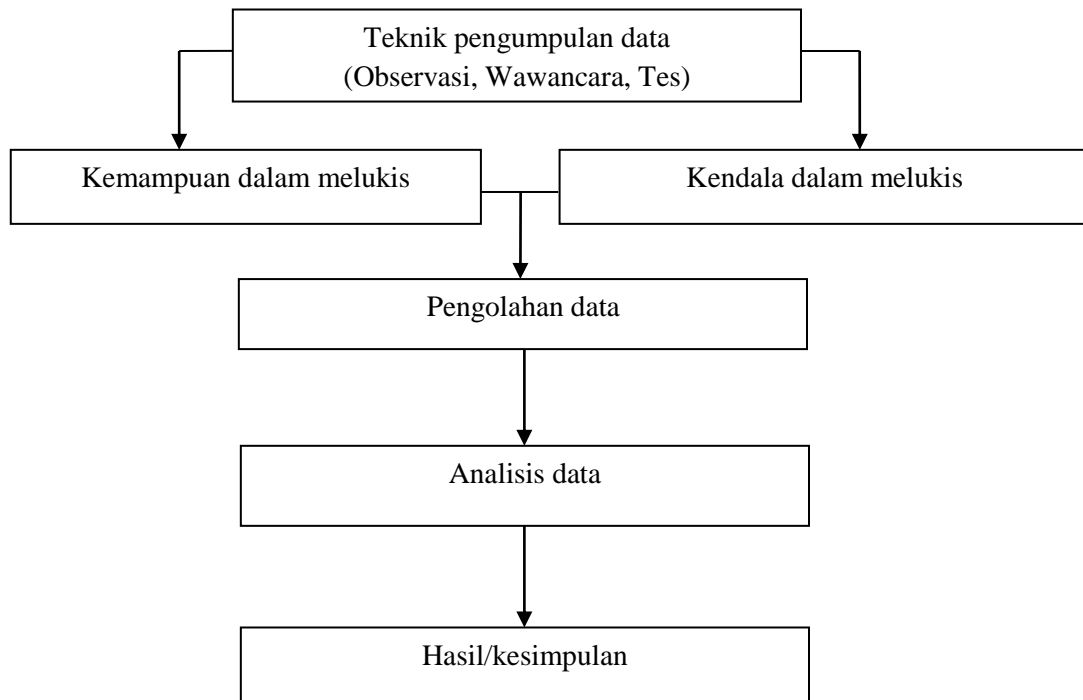 Teknik pengumpulan data
(Observasi, Wawancara, Tes)
Kemampuan dalam melukis
Kendala dalam melukis
Pengolahan data
Analisis data
Hasil/kesimpulan